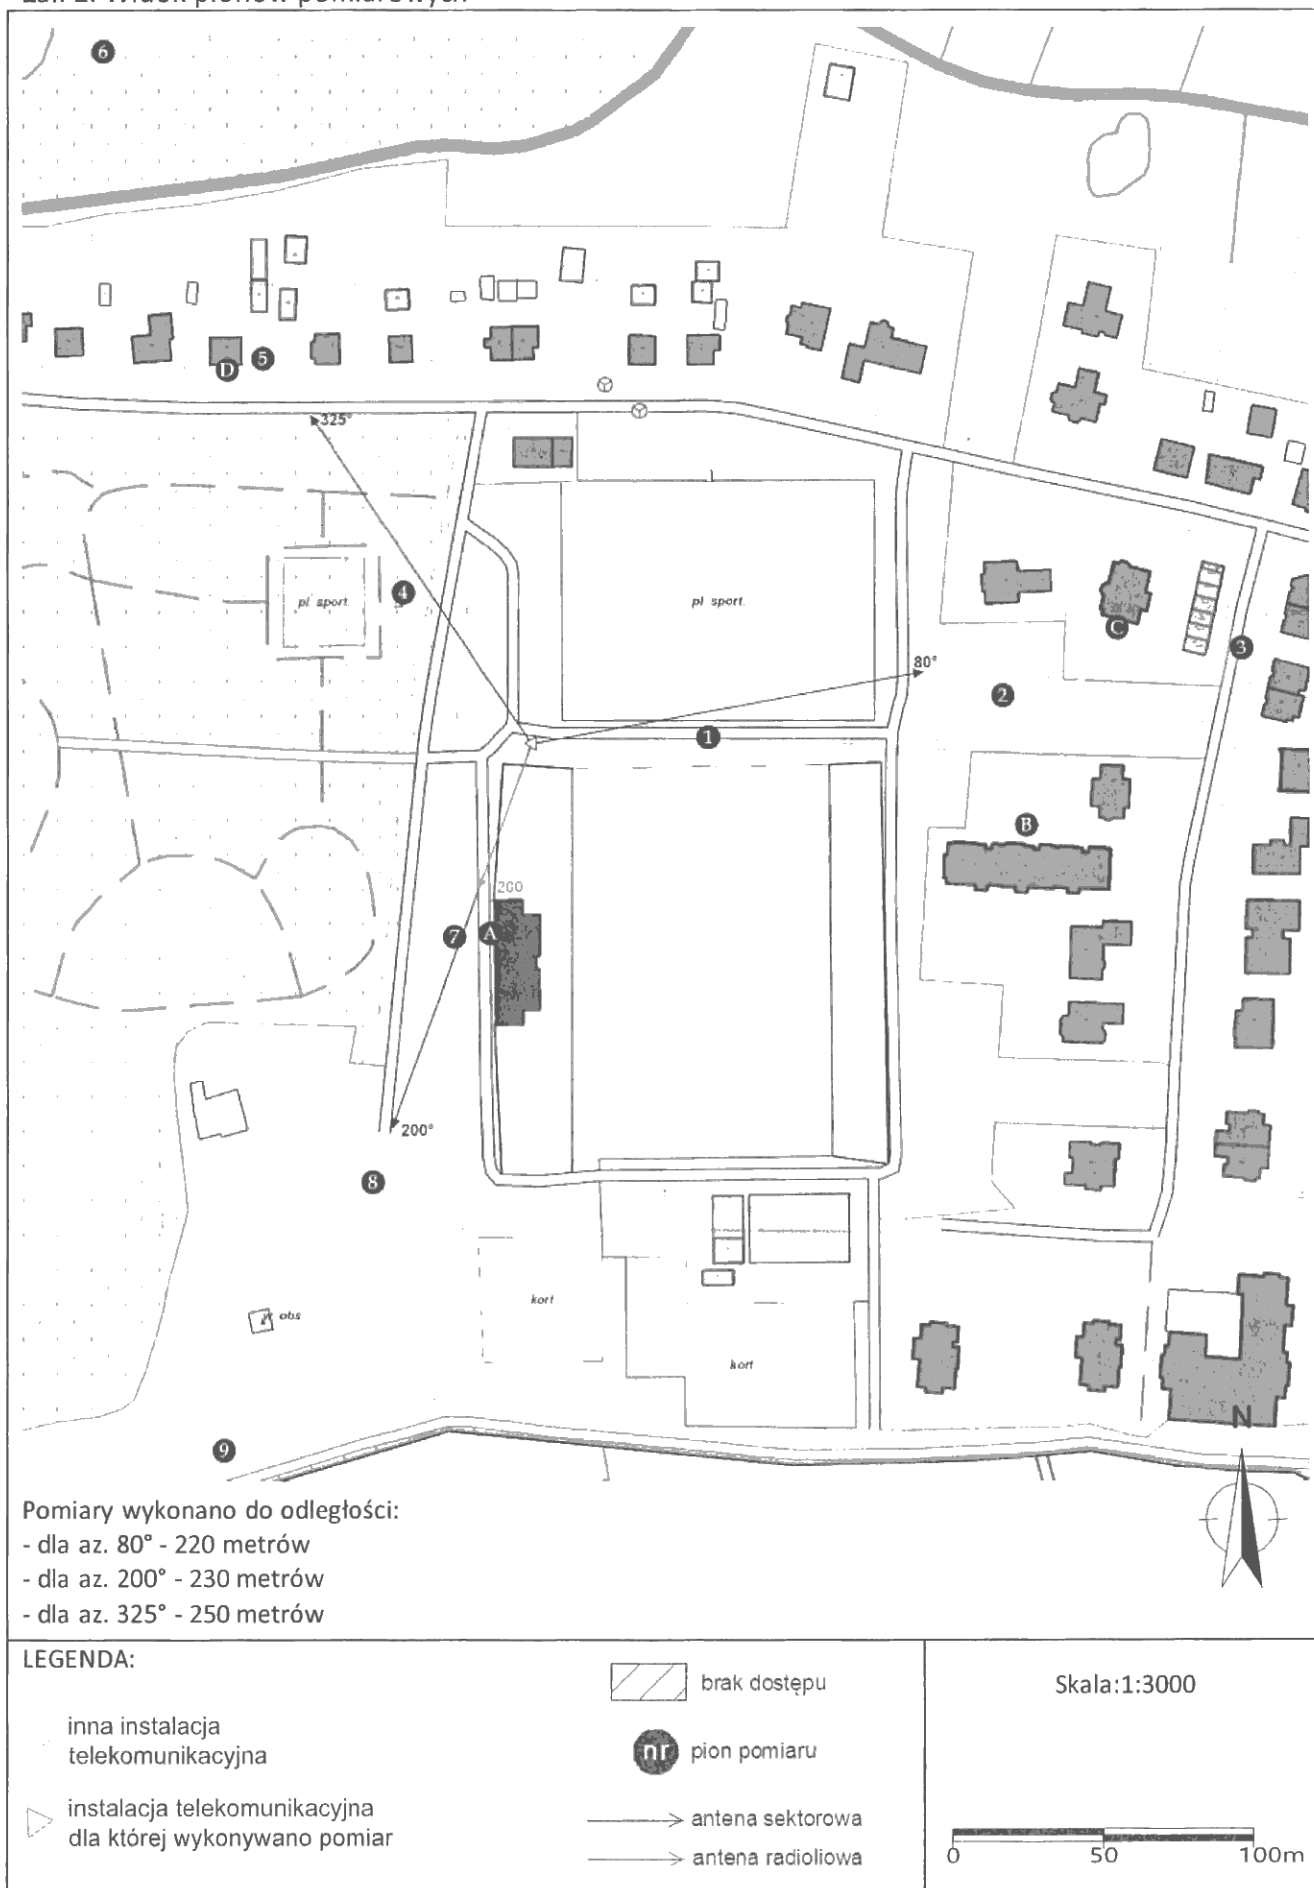 Zał. 2. Widok pionów pomiarowych
6
D
5
325°
4
pl sport.
pl sport.
80°
C
3
2
1
B
200
7
A
200°
8
kort
obs
kort
9
N
Pomiary wykonano do odległości:
- dla az. 80° - 220 metrów
- dla az. 200° - 230 metrów
- dla az. 325° - 250 metrów
LEGENDA:
inna instalacja
telekomunikacyjna
instalacja telekomunikacyjna
dla której wykonywano pomiar
brak dostępu
nr pion pomiaru
antena sektorowa
antena radioliowa
Skala:1:3000
0 50 100m